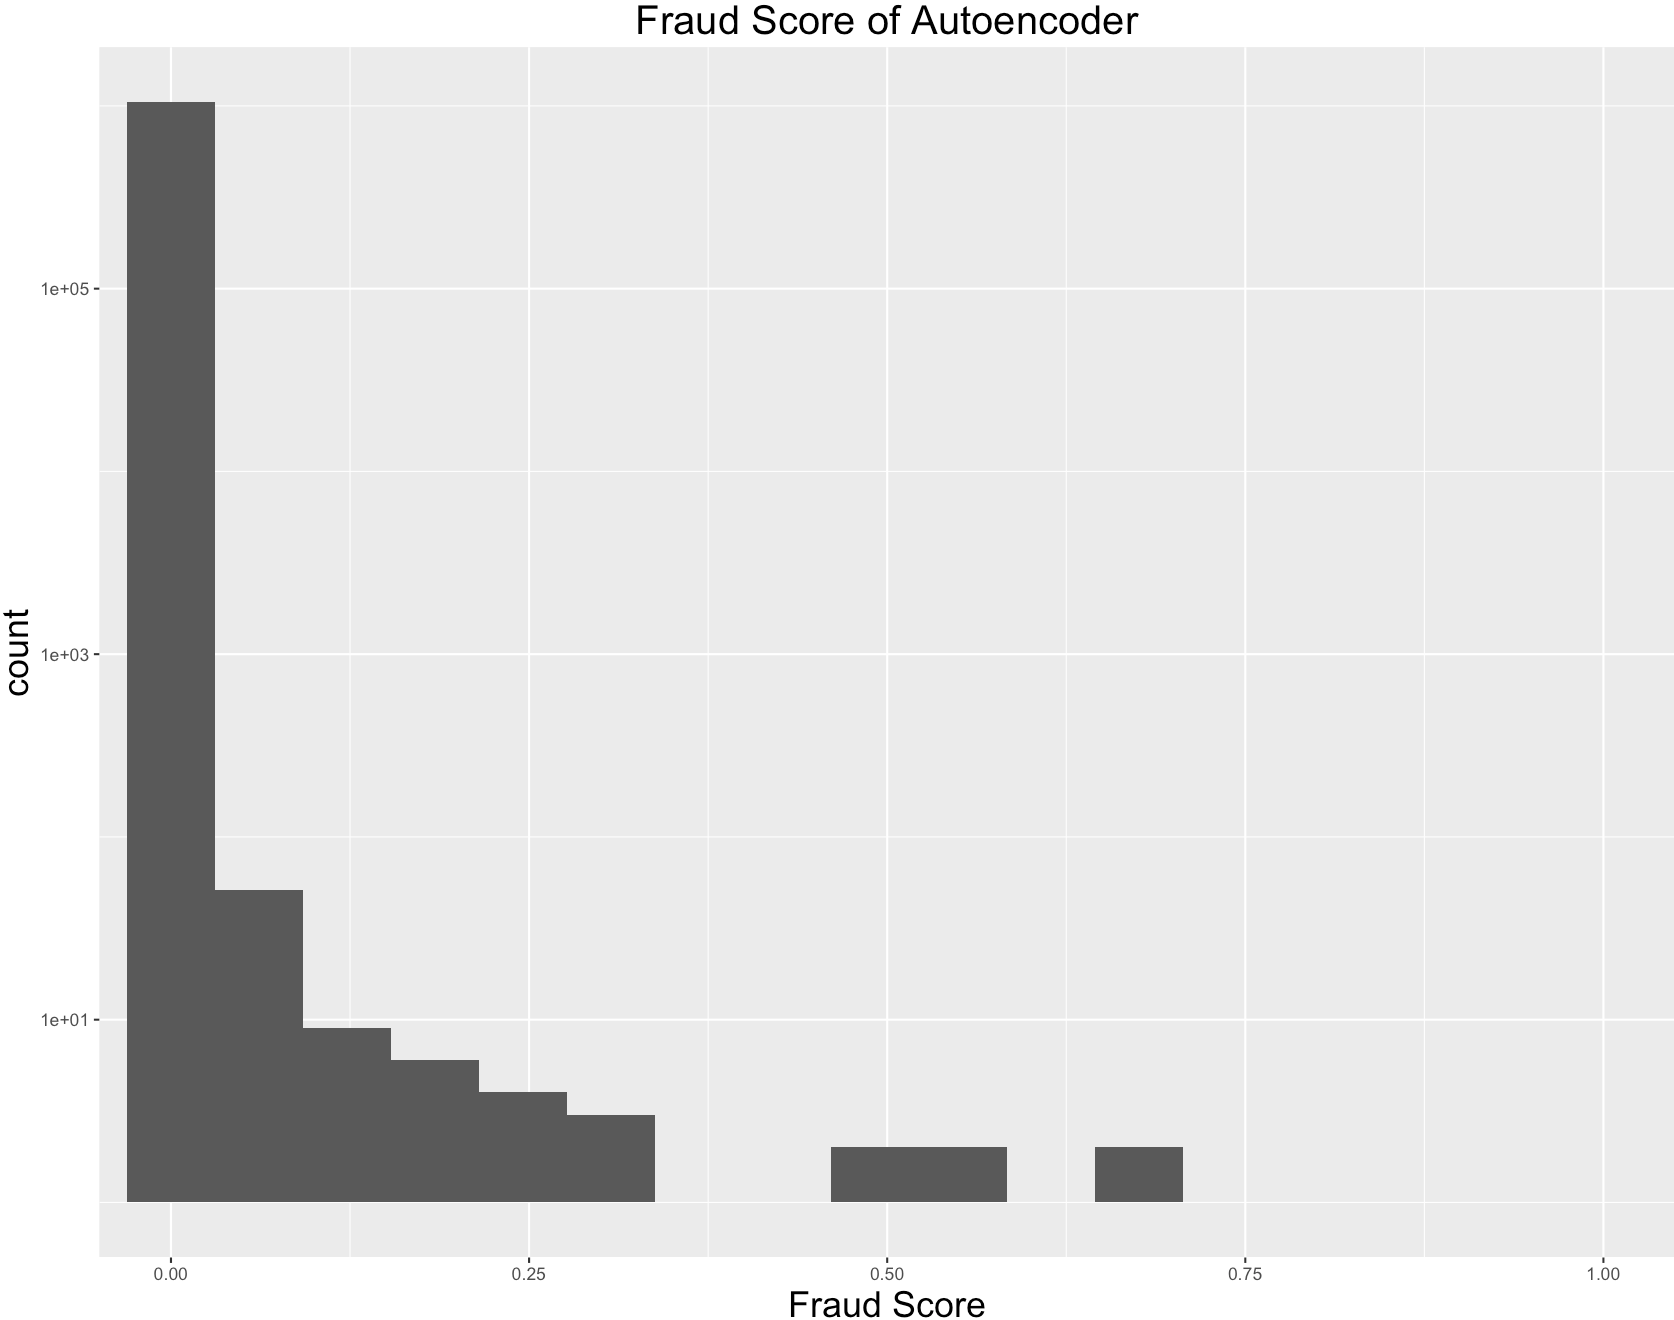 Fraud Score of Autoencoder
count
1e+05
1e+03
1e+01
0.00 0.25 0.50 0.75 1.00
Fraud Score